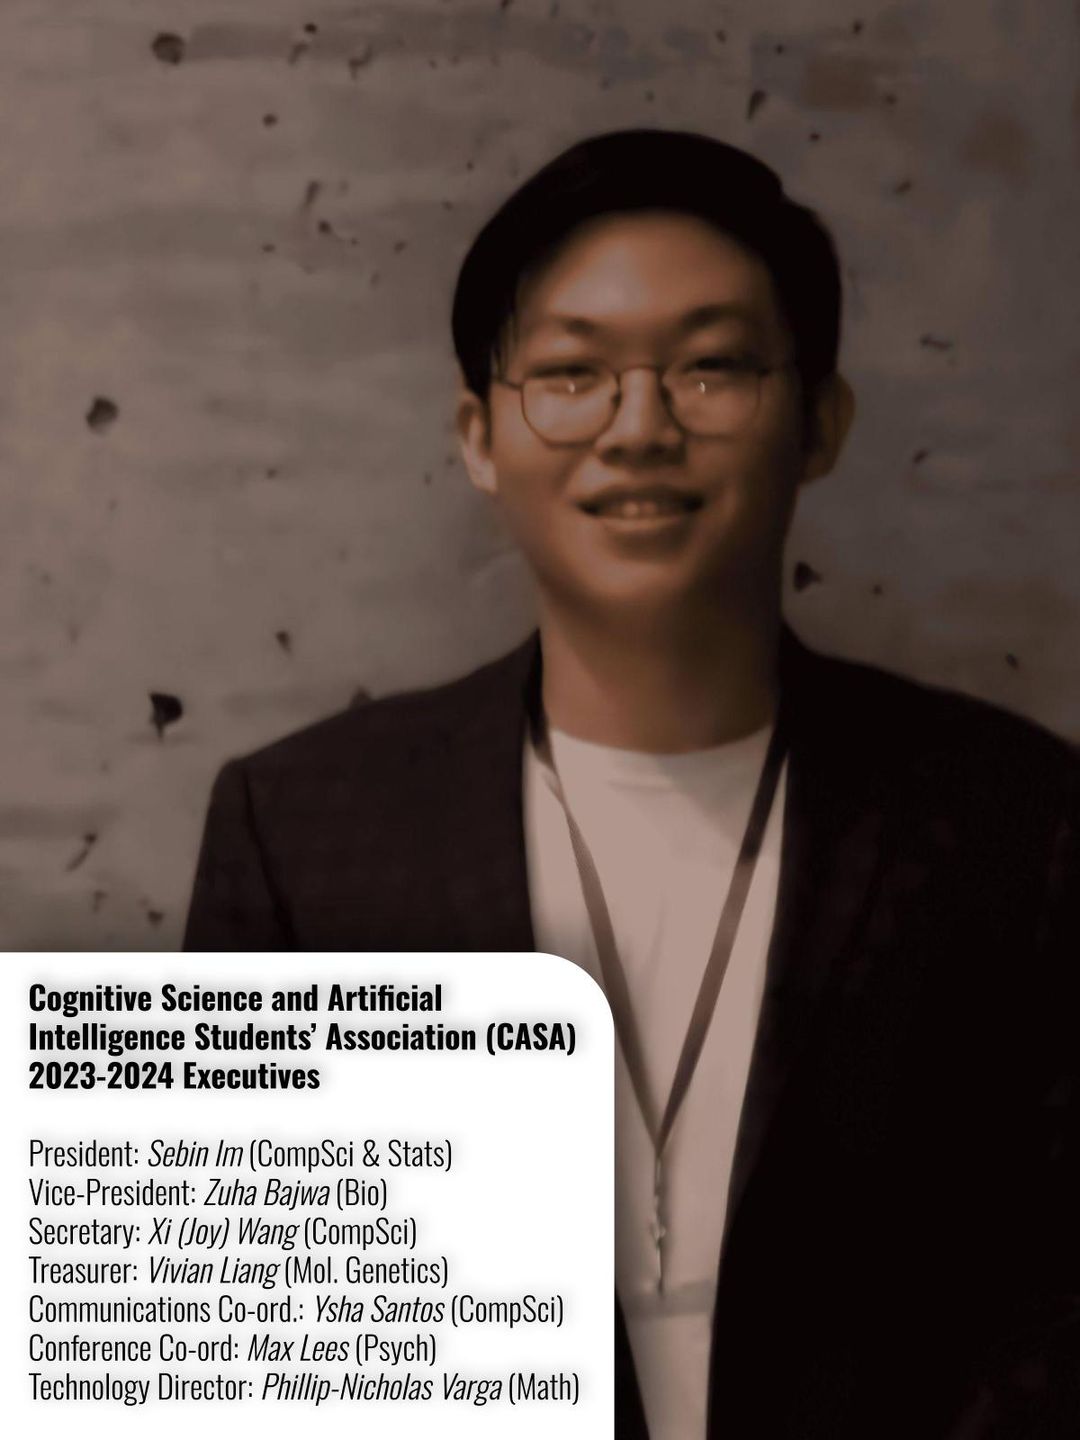 Cognitive Science and Artificial
Intelligence Students’ Association (CASA)
2023-2024 Executives
President: Sebin Im (CompSci & Stats)
Vice-President: Zuha Bajwa (Bio)
Secretary: Xi (Joy) Wang (CompSci)
Treasurer: Vivian Liang (Mol. Genetics)
Communications Co-ord.: Ysha Santos (CompSci)
Conference Co-ord: Max Lees (Psych)
Technology Director: Phillip-Nicholas Varga (Math)